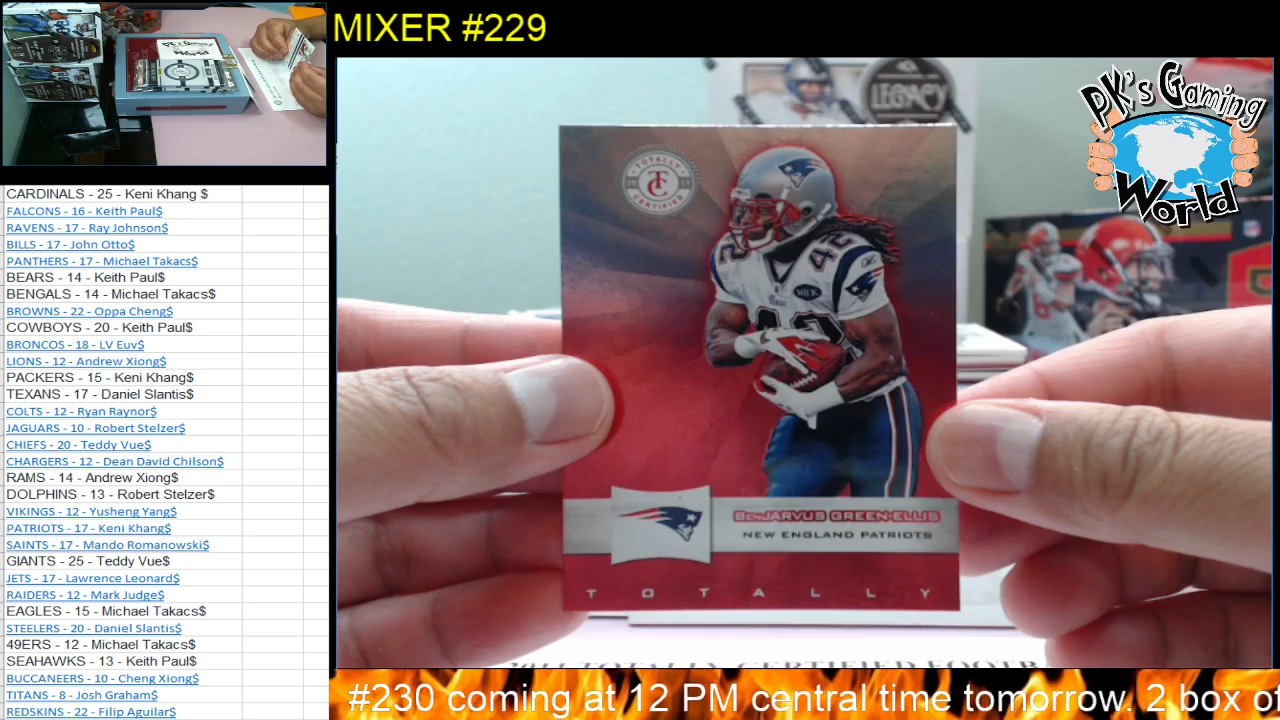 MIXER #229
CARDINALS - 25 - Keni Khang $
FALCONS - 16 - Keith Paul$
RAVENS - 17 - Ray Johnson$
BILLS - 17 - John Otto$
PANTHERS - 17 - Michael Takacs$
BEARS - 14 - Keith Paul$
BENGALS - 14 - Michael Takacs$
BROWNS - 22 - Oppa Cheng$
COWBOYS - 20 - Keith Paul$
BRONCOS - 18 - LV Euv$
LIONS - 12 - Andrew Xiong$
PACKERS - 15 - Keni Khang$
TEXANS - 17 - Daniel Slantis$
COLTS - 12 - Ryan Raynor$
JAGUARS - 10 - Robert Stelzer$
CHIEFS - 20 - Teddy Vue$
CHARGERS - 12 - Dean David Chilson$
RAMS - 14 - Andrew Xiong$
DOLPHINS - 13 - Robert Stelzer$
VIKINGS - 12 - Yusheng Yang$
PATRIOTS - 17 - Keni Khang$
SAINTS - 17 - Mando Romanowski$
GIANTS - 25 - Teddy Vue$
JETS - 17 - Lawrence Leonard$
RAIDERS - 12 - Mark Judge$
EAGLES - 15 - Michael Takacs$
STEELERS - 20 - Daniel Slantis$
49ERS - 12 - Michael Takacs$
SEAHAWKS - 13 - Keith Paul$
BUCCANEERS - 10 - Cheng Xiong$
TITANS - 8 - Josh Graham$
REDSKINS - 22 - Filip Aguilar$
PK's Gaming
World
LEGACY
TOTALLY
TC
CERTIFIED
42
MHK
42
BENJARVUS GREEN-ELLIS
NEW ENGLAND PATRIOTS
TOTALLY
2011 TOTALLY CERTIFIED FOOTB
#230 coming at 12 PM central time tomorrow. 2 box of